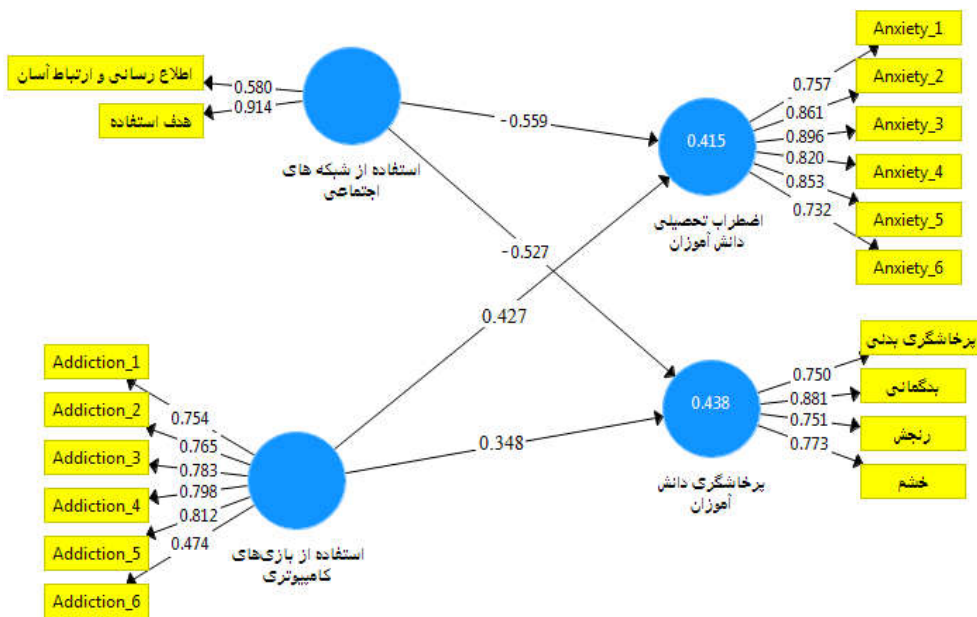 اطلاع رسانی و ارتباط آسان
0.580
هدف استفاده
0.914
استفاده از شبکه های
اجتماعی
-0.559
-0.527
0.415
اضطراب تحصیلی
دانش آموزان
Anxiety_1
0.757
Anxiety_2
0.861
Anxiety_3
0.896
Anxiety_4
0.820
Anxiety_5
0.853
Anxiety_6
0.732
Addiction_1
0.754
Addiction_2
0.765
Addiction_3
0.783
Addiction_4
0.798
Addiction_5
0.812
Addiction_6
0.474
استفاده از بازی‌های
کامپیوتری
0.427
0.348
0.438
پرخاشگری دانش
آموزان
پرخاشگری بدنی
0.750
بدگمانی
0.881
رنجش
0.751
خشم
0.773